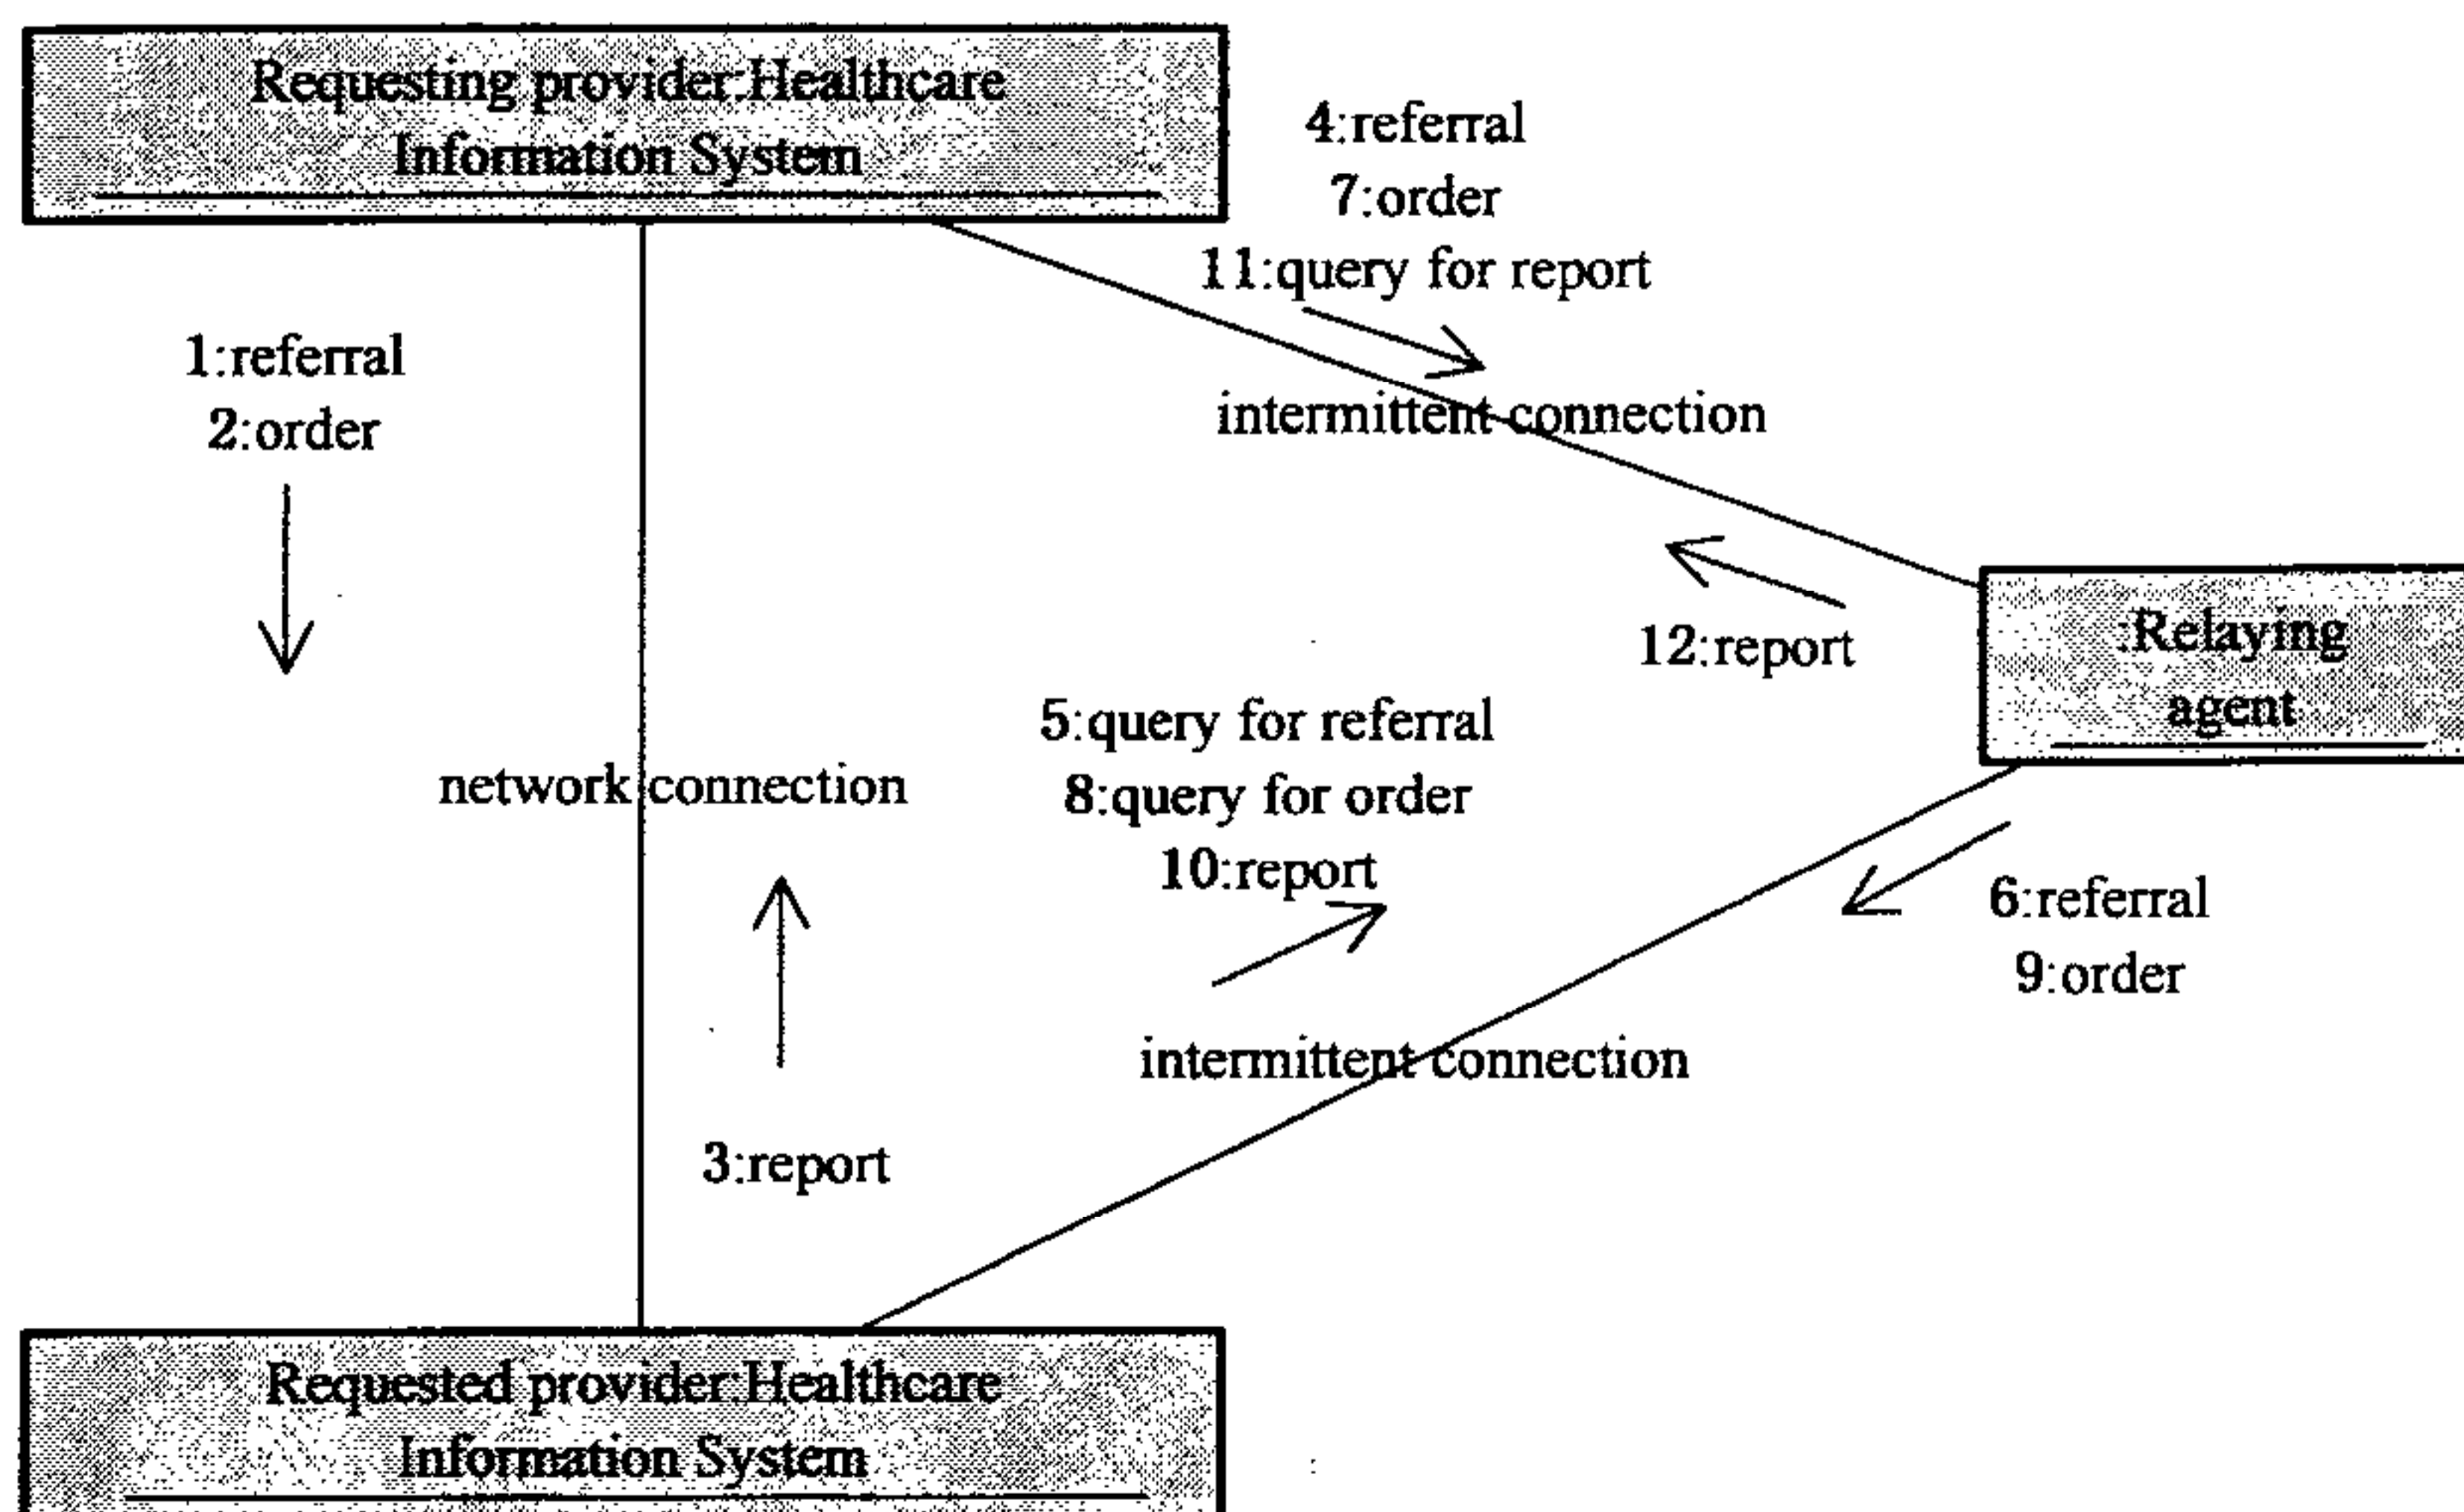 Requesting provider:Healthcare
Information System
4:referral
7:order
11:query for report
1:referral
2:order
intermittent connection
:Relaying
agent
12:report
5:query for referral
8:query for order
10:report
network connection
6:referral
9:order
intermittent connection
3:report
Requested provider:Healthcare
Information System